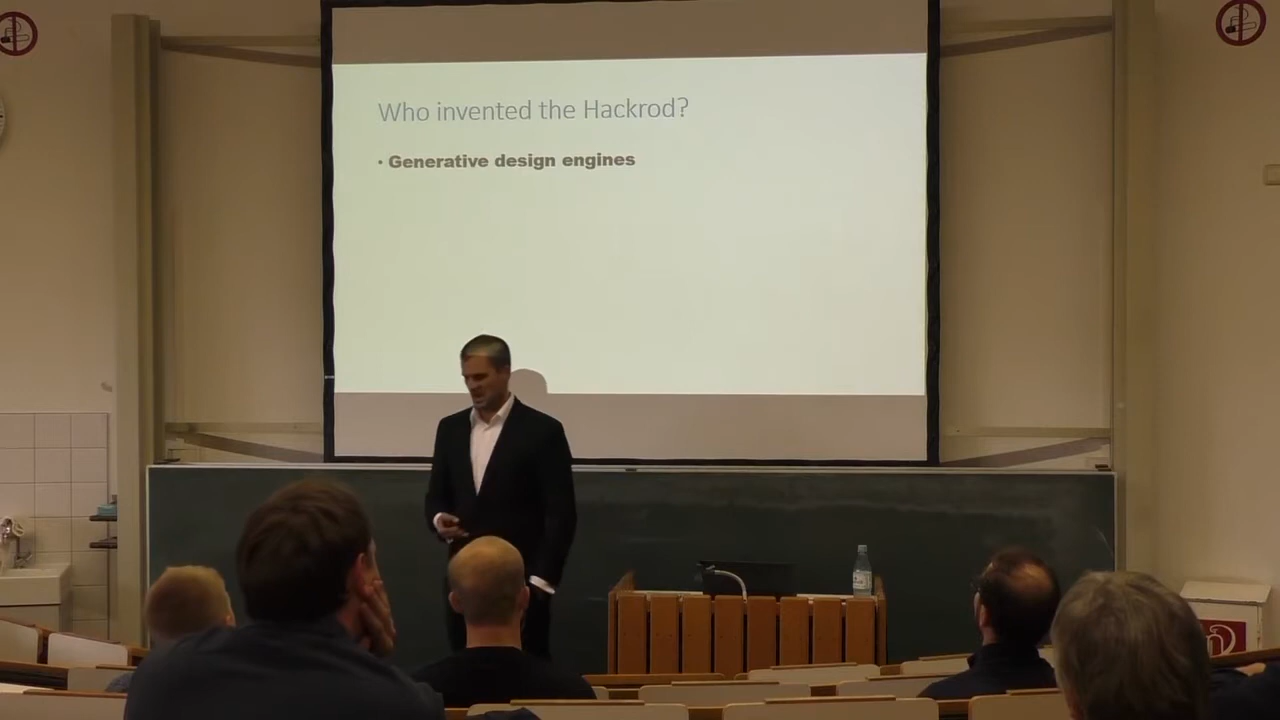 Who invented the Hackrod?
• Generative design engines